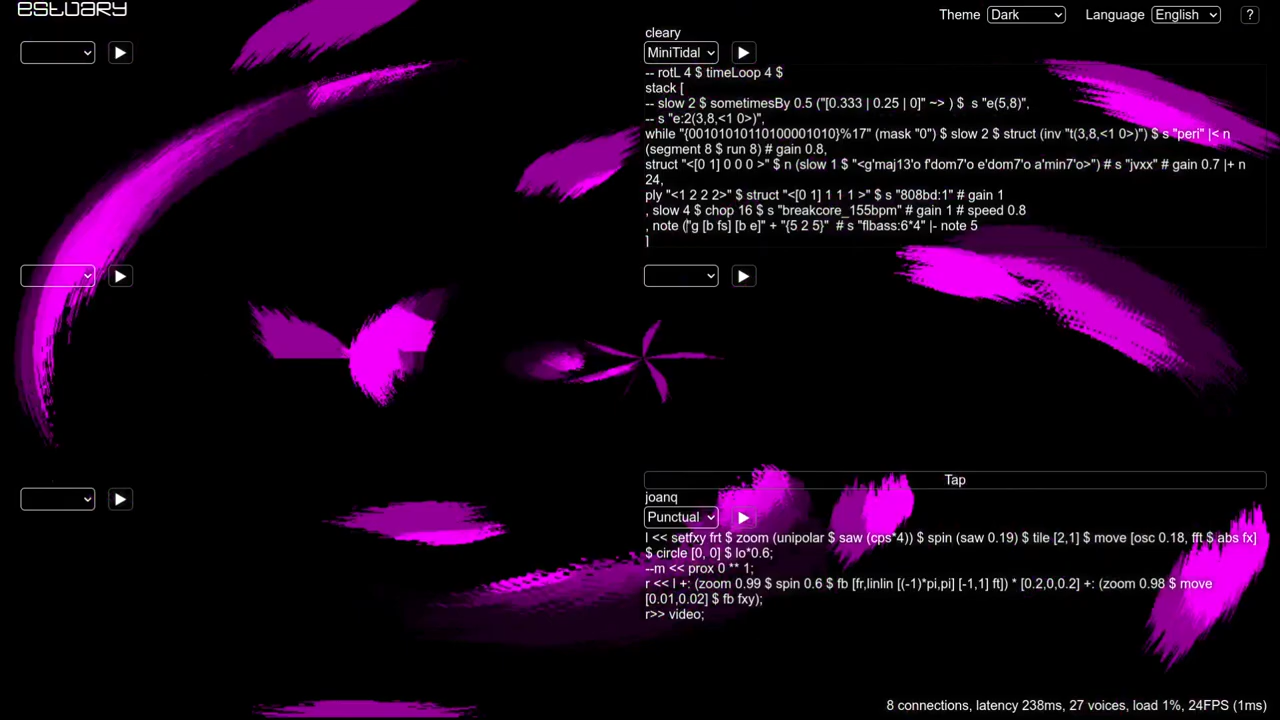 estuary
Theme Dark Language English ?
cleary
MiniTidal
-- rotL 4 $ timeLoop 4 $
stack [
-- slow 2 $ sometimesBy 0.5 ("[0.333 | 0.25 | 0]" ~> ) $  s "e(5,8)",
-- s "e:2(3,8,<1 0>)",
while "{00101010110100001010}%17" (mask "0") $ slow 2 $ struct (inv "t(3,8,<1 0>)") $ s "peri" |< n
(segment 8 $ run 8) # gain 0.8,
struct "<[0 1] 0 0 0 >" $ n (slow 1 $ "<g'maj13'o f'dom7'o e'dom7'o a'min7'o>") # s "jvxx" # gain 0.7 |+ n
24,
ply "<1 2 2 2>" $ struct "<[0 1] 1 1 1 >" $ s "808bd:1" # gain 1
, slow 4 $ chop 16 $ s "breakcore_155bpm" # gain 1 # speed 0.8
, note ("g [b fs] [b e]" + "{5 2 5}"  # s "flbass:6*4" |- note 5
]
Tap
joanq
Punctual
l << setfxy frt $ zoom (unipolar $ saw (cps*4)) $ spin (saw 0.19) $ tile [2,1] $ move [osc 0.18, fft $ abs fx]
$ circle [0, 0] $ lo*0.6;
--m << prox 0 ** 1;
r << l +: (zoom 0.99 $ spin 0.6 $ fb [fr,linlin [(-1)*pi,pi] [-1,1] ft]) * [0.2,0,0.2] +: (zoom 0.98 $ move
[0.01,0.02] $ fb fxy);
r>> video;
8 connections, latency 238ms, 27 voices, load 1%, 24FPS (1ms)